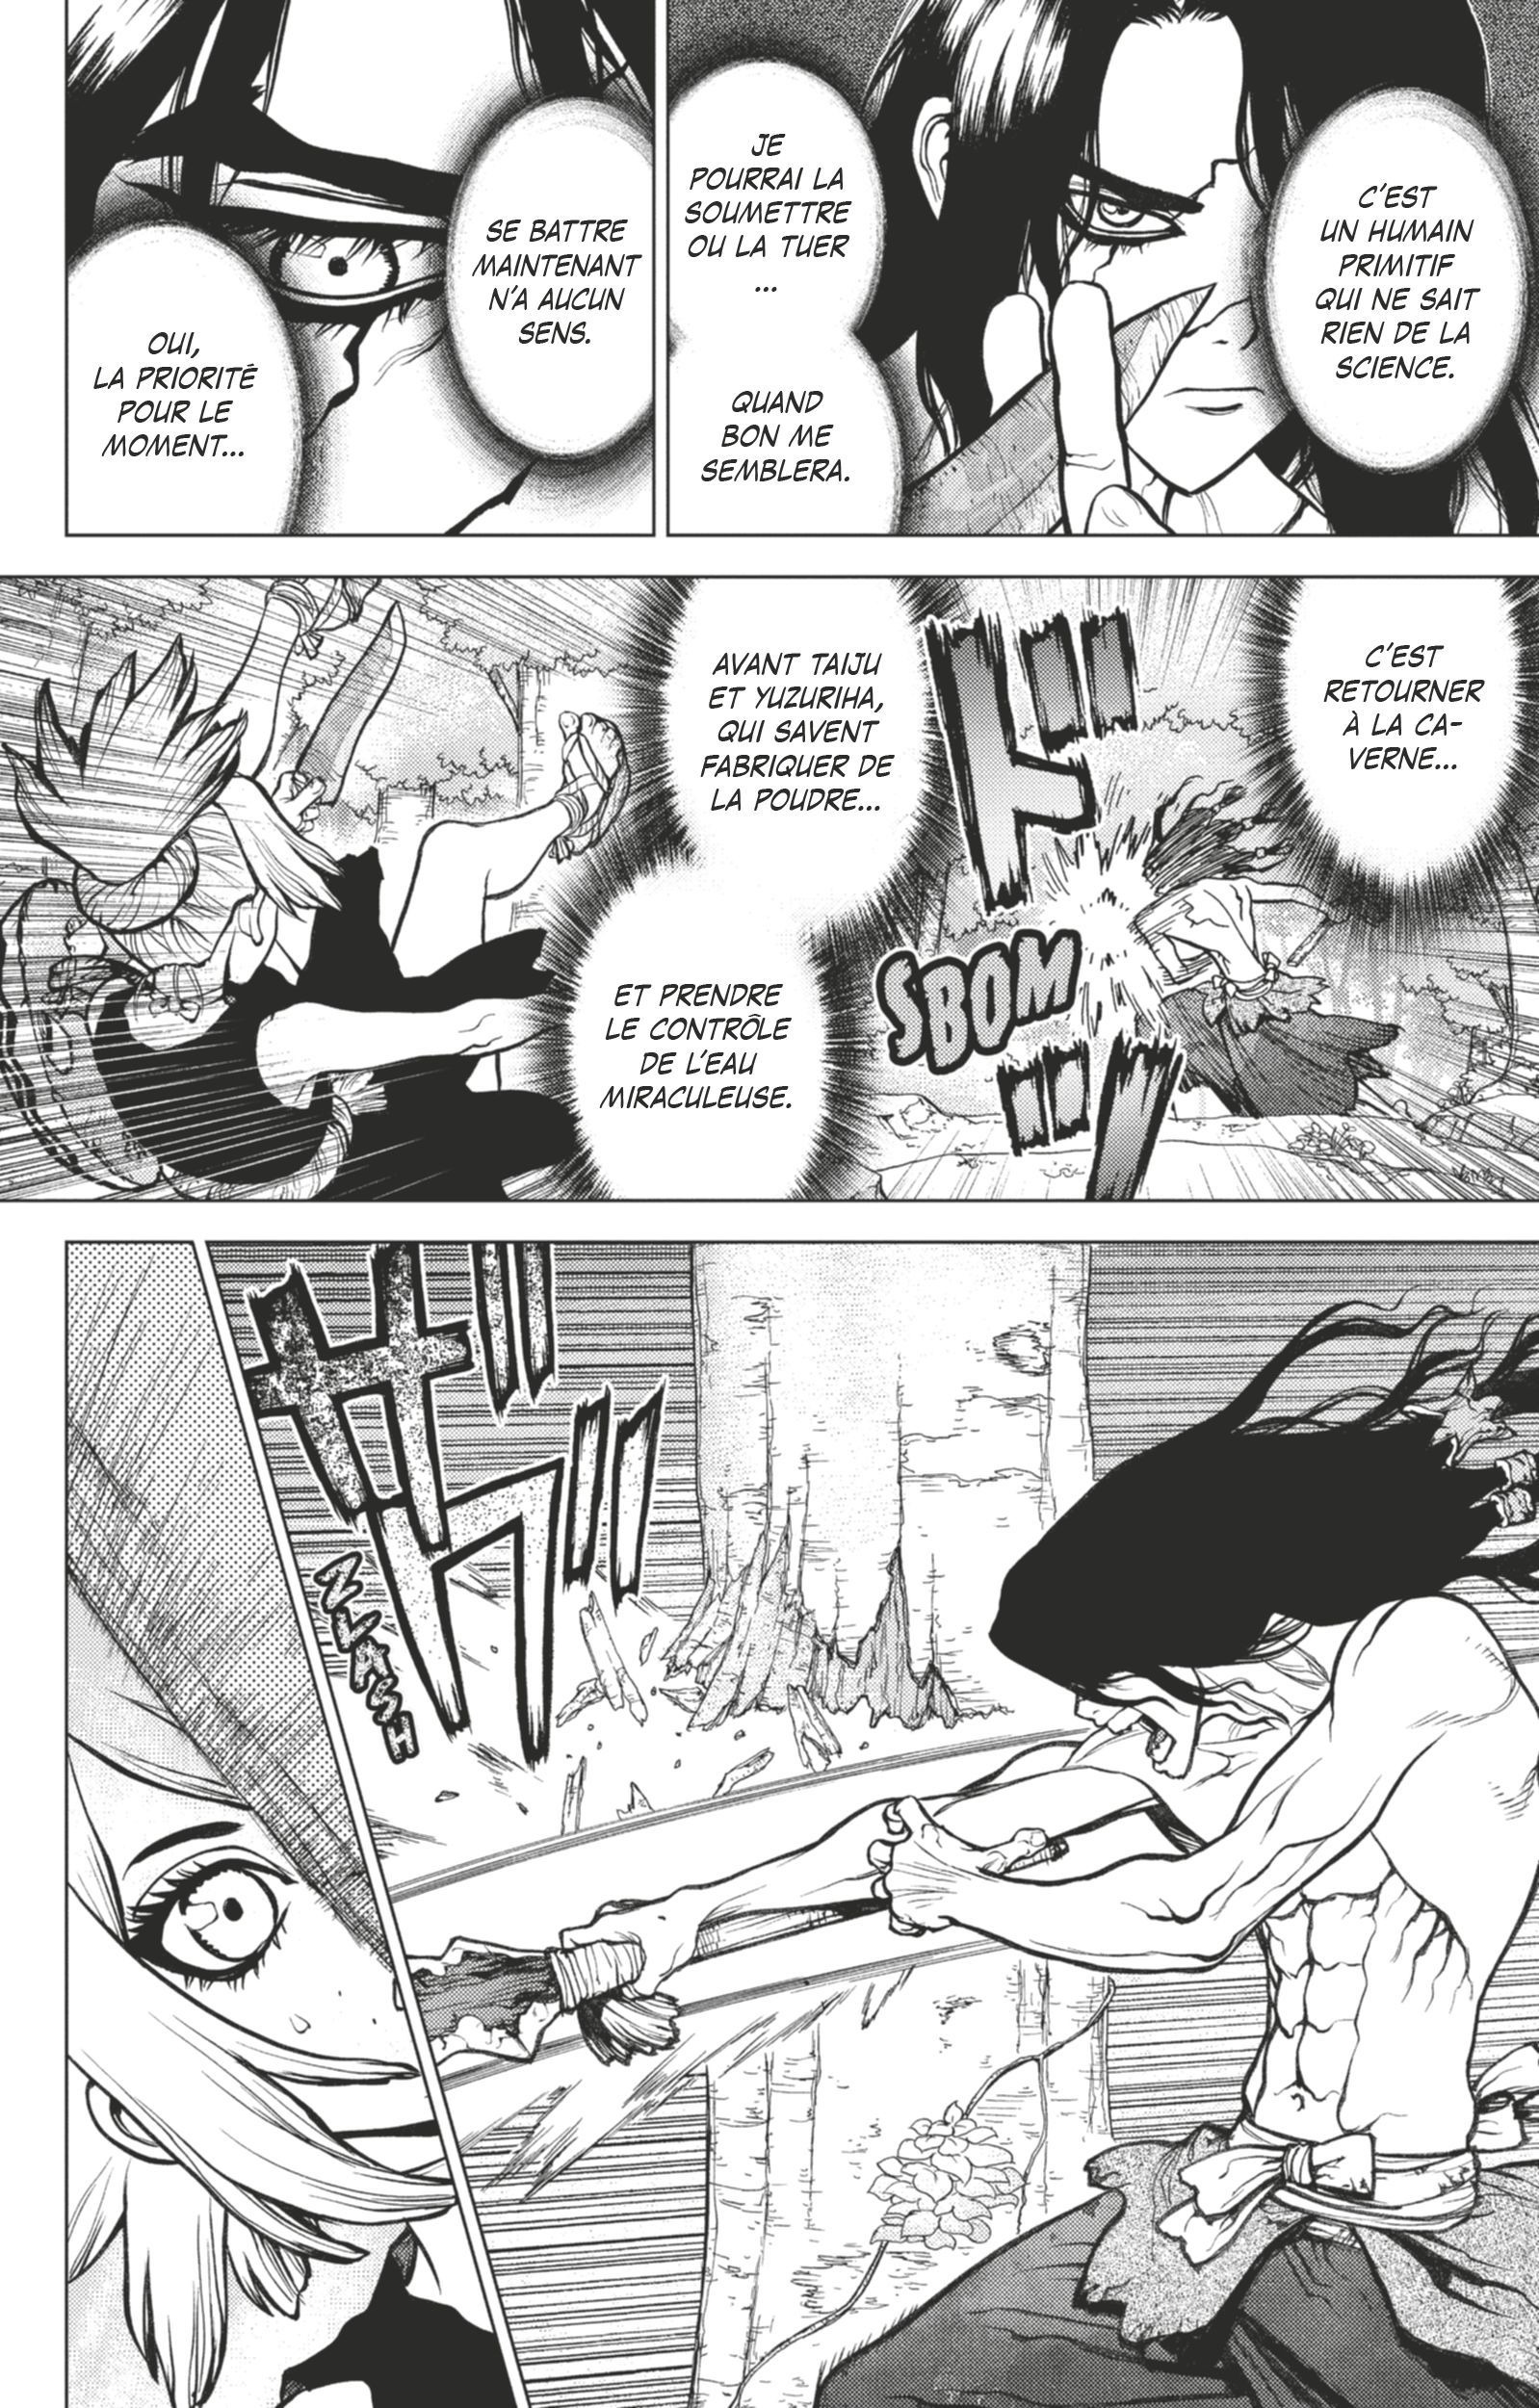 C'EST
UN HUMAIN
PRIMITIF
QUI NE SAIT
RIEN DE LA
SCIENCE.
JE
POURRAI LA
SOUMETTRE
OU LA TUER
...
QUAND
BON ME
SEMBLERA.
SE BATTRE
MAINTENANT
N'A AUCUN
SENS.
OUI,
LA PRIORITÉ
POUR LE
MOMENT...
C'EST
RETOURNER
À LA CA-
VERNE...
ドッ
SBOM
AVANT TAIJU
ET YUZURIHA,
QUI SAVENT
FABRIQUER DE
LA POUDRE...
ET PRENDRE
LE CONTRÔLE
DE L'EAU
MIRACULEUSE.
ザグ
ZLASH